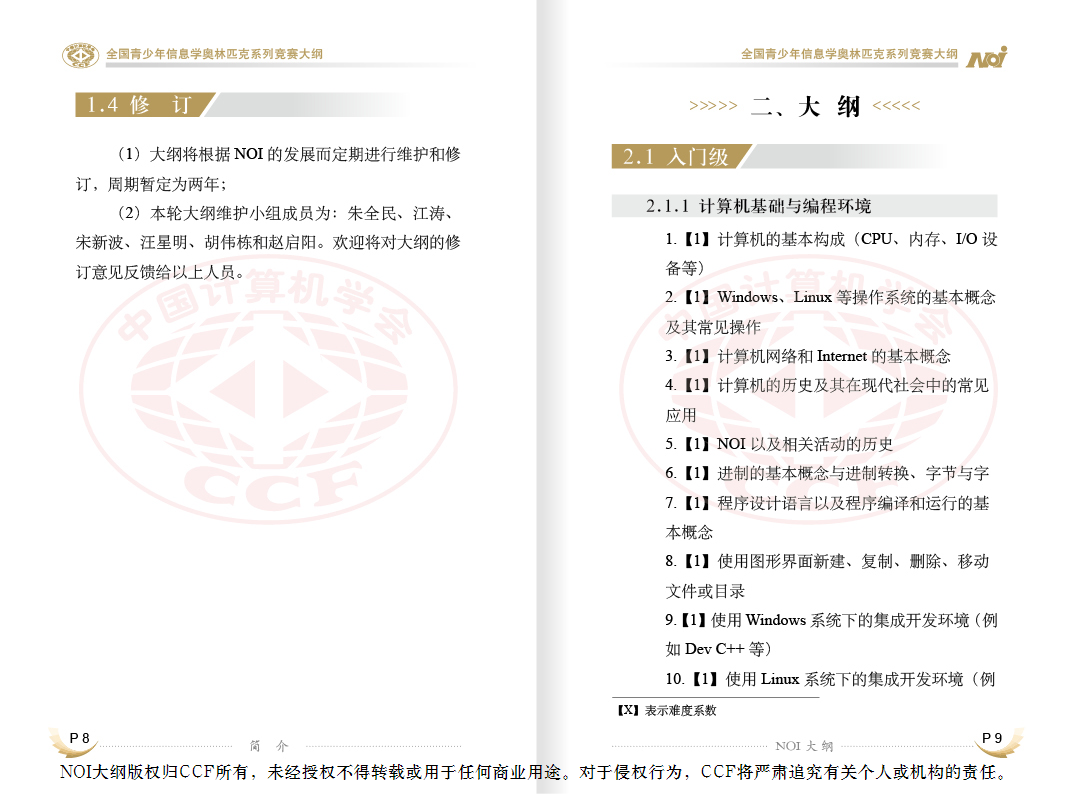 全国青少年信息学奥林匹克系列竞赛大纲
1.4 修 订
（1）大纲将根据 NOI 的发展而定期进行维护和修
订，周期暂定为两年；
（2）本轮大纲维护小组成员为：朱全民、江涛、
宋新波、汪星明、胡伟栋和赵启阳。欢迎将对大纲的修
订意见反馈给以上人员。
中国计算机学会
CCF
P 8
简 介
全国青少年信息学奥林匹克系列竞赛大纲
NOI
>>>>> 二、大 纲 <<<<<
2.1 入门级
2.1.1 计算机基础与编程环境
1.【1】计算机的基本构成（CPU、内存、I/O 设
备等）
2.【1】Windows、Linux 等操作系统的基本概念
及其常见操作
3.【1】计算机网络和 Internet 的基本概念
4.【1】计算机的历史及其在现代社会中的常见
应用
5.【1】NOI 以及相关活动的历史
6.【1】进制的基本概念与进制转换、字节与字
7.【1】程序设计语言以及程序编译和运行的基
本概念
8.【1】使用图形界面新建、复制、删除、移动
文件或目录
9.【1】使用 Windows 系统下的集成开发环境（例
如 Dev C++ 等）
10.【1】使用 Linux 系统下的集成开发环境（例
中国计算机学会
CCF
【X】表示难度系数
NOI 大 纲
P 9
NOI大纲版权归CCF所有，未经授权不得转载或用于任何商业用途。对于侵权行为，CCF将严肃追究有关个人或机构的责任。